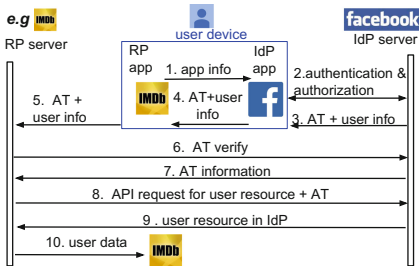 e.g IMDb
RP server
user device
facebook
IdP server
RP
app
IdP
app
1. app info
IMDb
4. AT+user
info
2.authentication &
authorization
3. AT + user info
5. AT +
user info
6. AT verify
7. AT information
8. API request for user resource + AT
9 . user resource in IdP
10. user data
IMDb